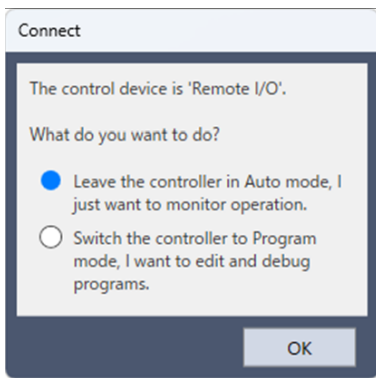 Connect
The control device is 'Remote I/O'.
What do you want to do?
Leave the controller in Auto mode, I
just want to monitor operation.
Switch the controller to Program
mode, I want to edit and debug
programs.
OK